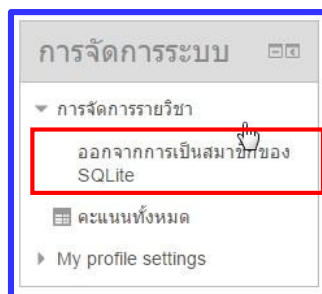 การจัดการระบบ
การจัดการรายวิชา
ออกจากการเป็นสมาชิกของ
SQLite
คะแนนทั้งหมด
My profile settings